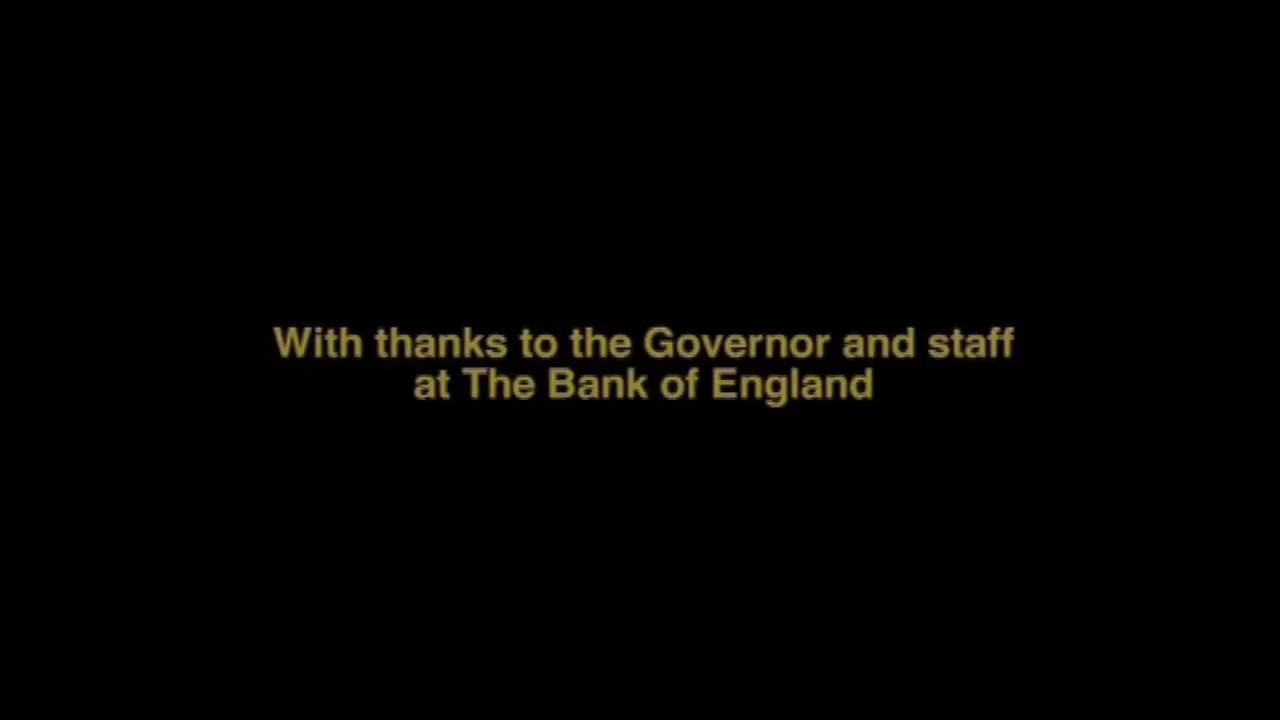 With thanks to the Governor and staff
at The Bank of England